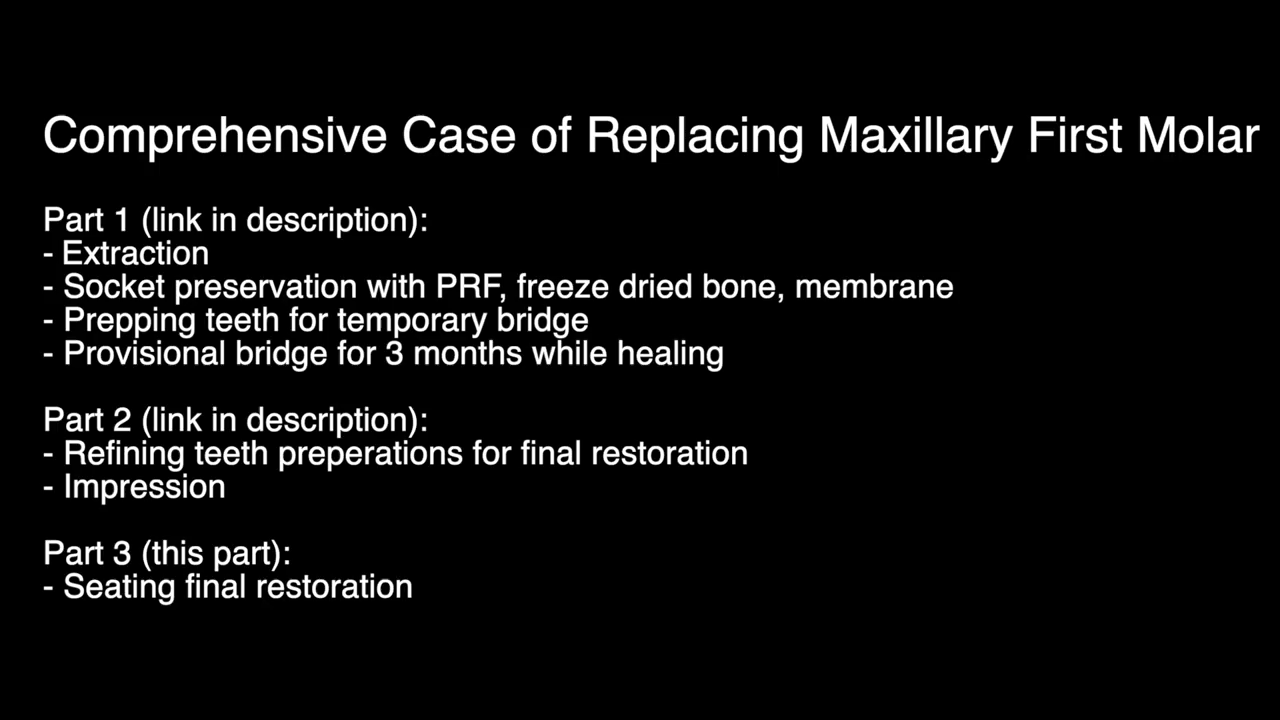 Comprehensive Case of Replacing Maxillary First Molar
Part 1 (link in description):
- Extraction
- Socket preservation with PRF, freeze dried bone, membrane
- Prepping teeth for temporary bridge
- Provisional bridge for 3 months while healing
Part 2 (link in description):
- Refining teeth preperations for final restoration
- Impression
Part 3 (this part):
- Seating final restoration